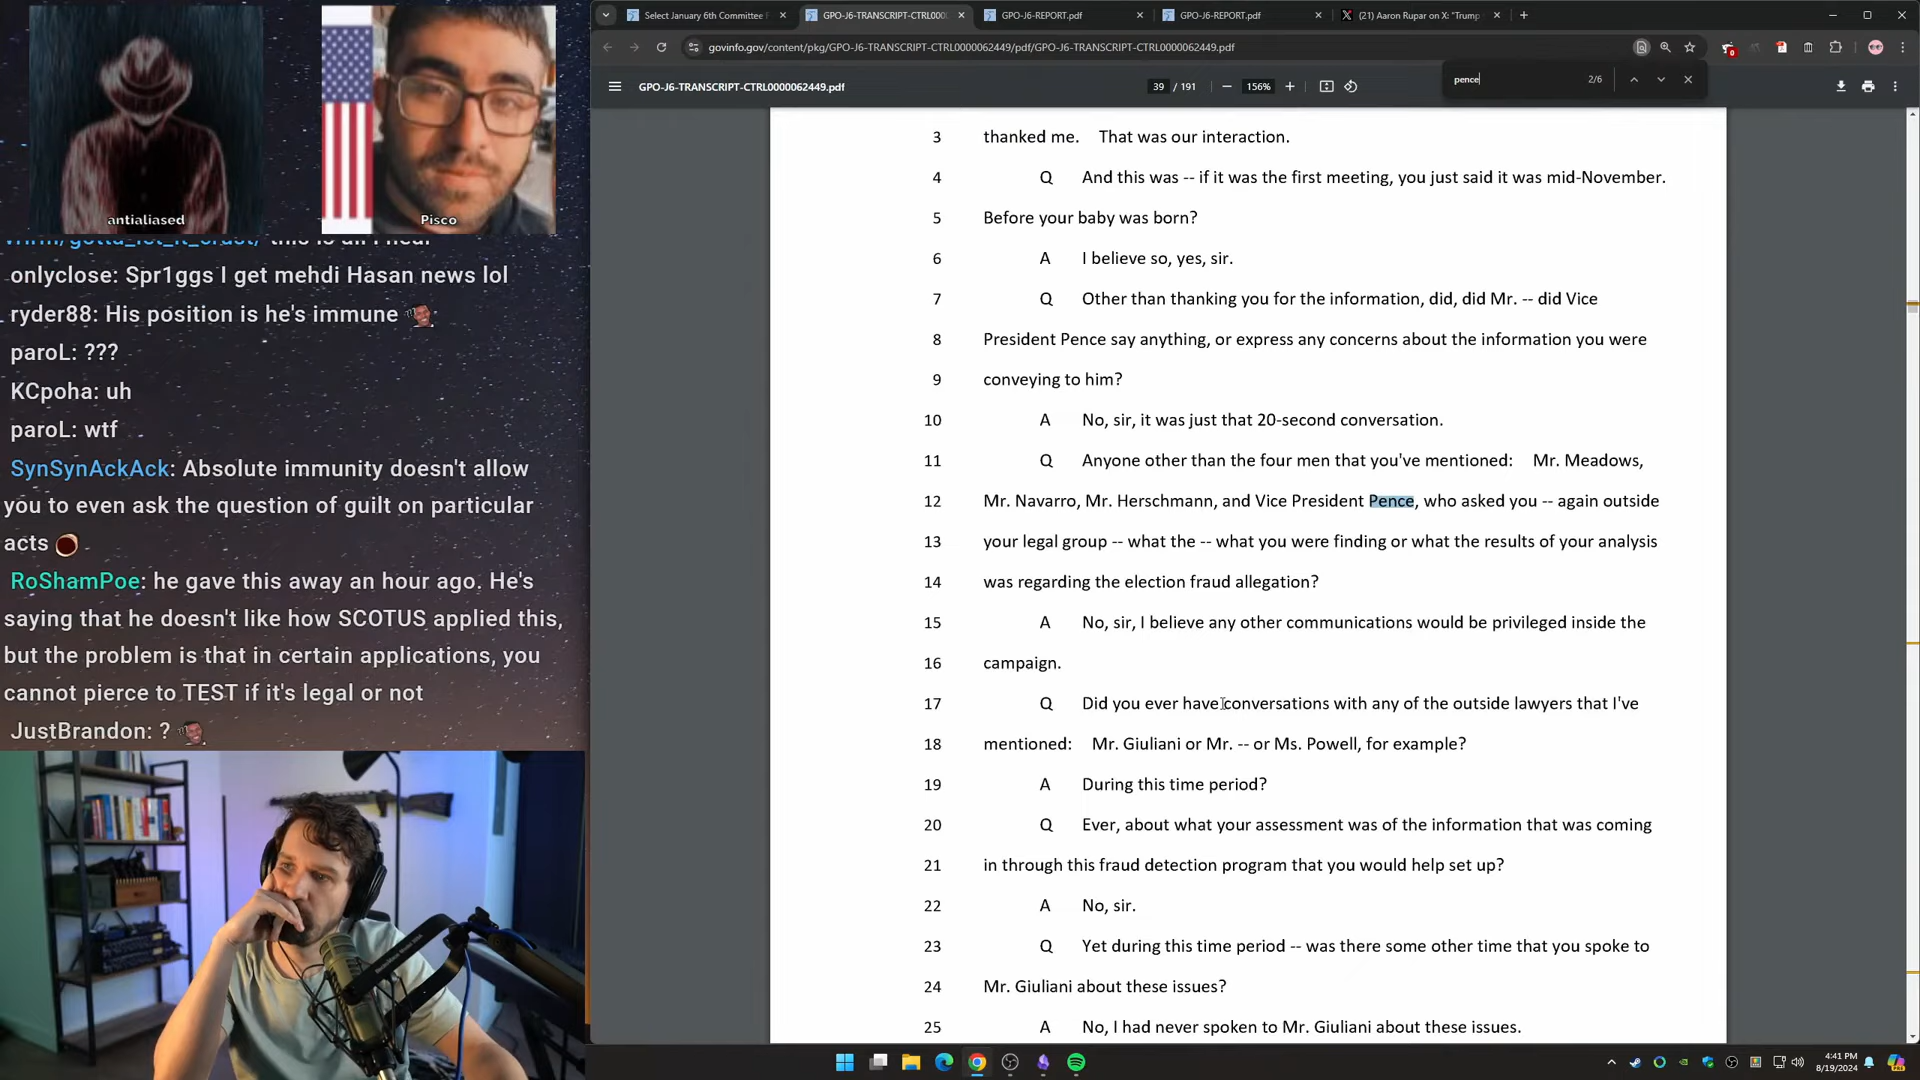 Select January 6th Committee F
GPO-J6-TRANSCRIPT-CTRL000
GPO-J6-REPORT.pdf
GPO-J6-REPORT.pdf
(21) Aaron Rupar on X: "Trump
govinfo.gov/content/pkg/GPO-J6-TRANSCRIPT-CTRL0000062449/pdf/GPO-J6-TRANSCRIPT-CTRL0000062449.pdf
GPO-J6-TRANSCRIPT-CTRL0000062449.pdf
39 / 191
156%
pence
2/6
antialiased
Pisco
onlyclose: Spr1ggs I get mehdi Hasan news lol
ryder88: His position is he's immune
paroL: ???
KCpoha: uh
paroL: wtf
SynSynAckAck: Absolute immunity doesn't allow
you to even ask the question of guilt on particular
acts
RoShamPoe: he gave this away an hour ago. He's
saying that he doesn't like how SCOTUS applied this,
but the problem is that in certain applications, you
cannot pierce to TEST if it's legal or not
JustBrandon: ?
3 thanked me. That was our interaction.
4 Q And this was -- if it was the first meeting, you just said it was mid-November.
5 Before your baby was born?
6 A I believe so, yes, sir.
7 Q Other than thanking you for the information, did, did Mr. -- did Vice
8 President Pence say anything, or express any concerns about the information you were
9 conveying to him?
10 A No, sir, it was just that 20-second conversation.
11 Q Anyone other than the four men that you've mentioned: Mr. Meadows,
12 Mr. Navarro, Mr. Herschmann, and Vice President Pence, who asked you -- again outside
13 your legal group -- what the -- what you were finding or what the results of your analysis
14 was regarding the election fraud allegation?
15 A No, sir, I believe any other communications would be privileged inside the
16 campaign.
17 Q Did you ever have conversations with any of the outside lawyers that I've
18 mentioned: Mr. Giuliani or Mr. -- or Ms. Powell, for example?
19 A During this time period?
20 Q Ever, about what your assessment was of the information that was coming
21 in through this fraud detection program that you would help set up?
22 A No, sir.
23 Q Yet during this time period -- was there some other time that you spoke to
24 Mr. Giuliani about these issues?
25 A No, I had never spoken to Mr. Giuliani about these issues.
4:41 PM
8/19/2024